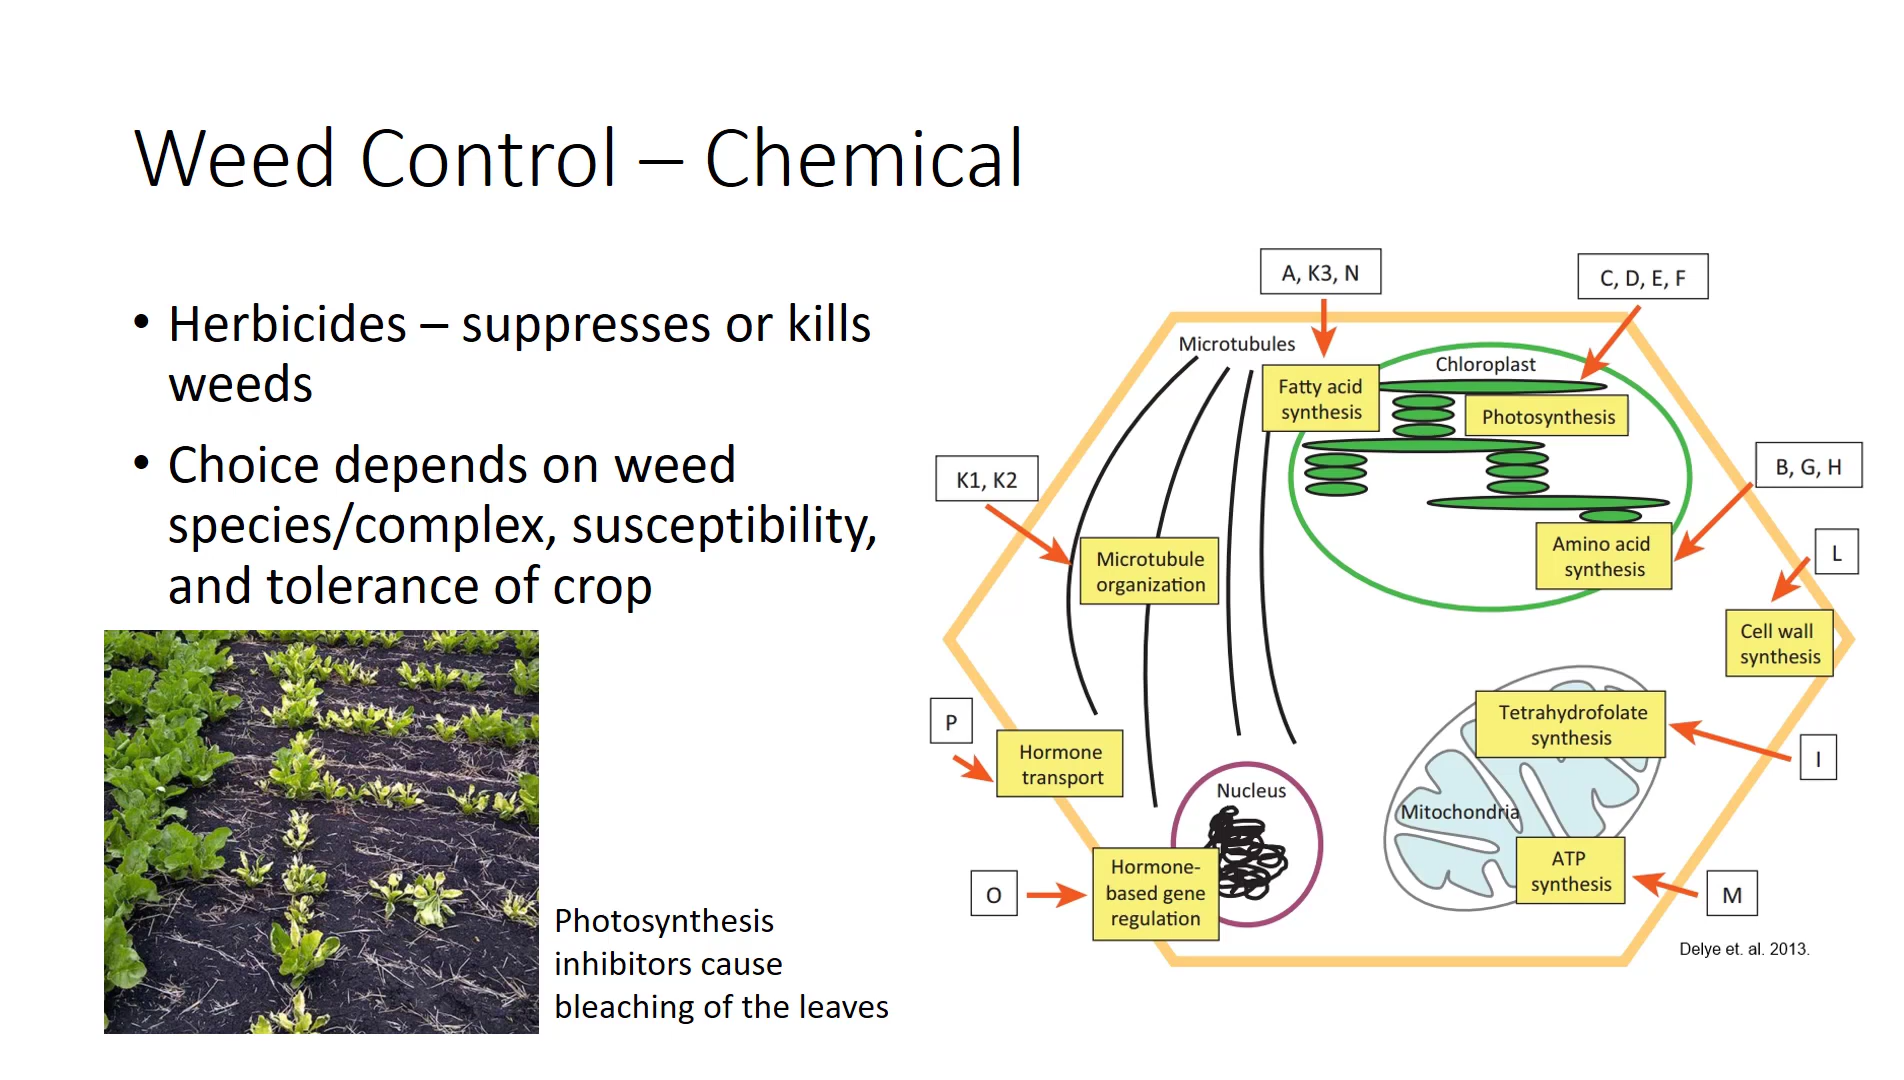 Weed Control – Chemical
• Herbicides – suppresses or kills
weeds
• Choice depends on weed
species/complex, susceptibility,
and tolerance of crop
Photosynthesis
inhibitors cause
bleaching of the leaves
A, K3, N
C, D, E, F
Microtubules
Chloroplast
Fatty acid
synthesis
Photosynthesis
K1, K2
B, G, H
Microtubule
organization
Amino acid
synthesis
L
Cell wall
synthesis
P
Hormone
transport
Tetrahydrofolate
synthesis
I
Nucleus
Mitochondria
O
Hormone-
based gene
regulation
ATP
synthesis
M
Delye et. al. 2013.